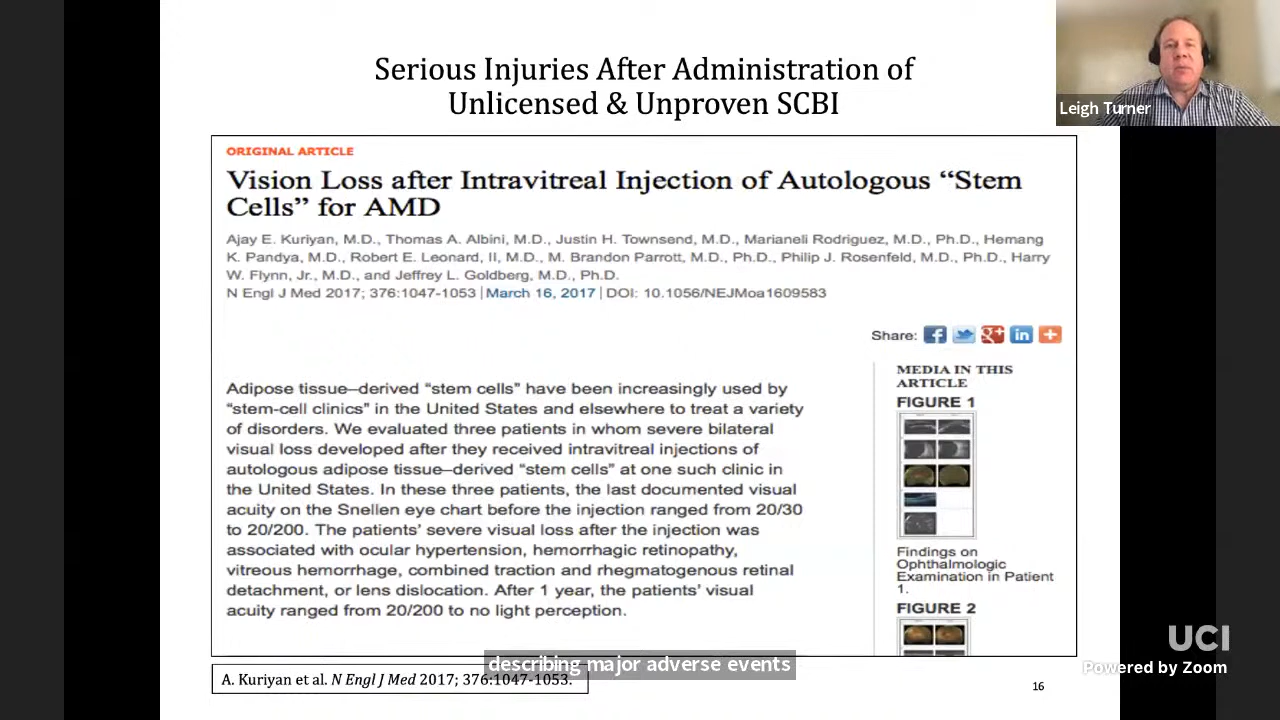 Serious Injuries After Administration of
Unlicensed & Unproven SCBI
Leigh Turner
ORIGINAL ARTICLE
Vision Loss after Intravitreal Injection of Autologous “Stem
Cells” for AMD
Ajay E. Kuriyan, M.D., Thomas A. Albini, M.D., Justin H. Townsend, M.D., Marianeli Rodriguez, M.D., Ph.D., Hemang
K. Pandya, M.D., Robert E. Leonard, II, M.D., M. Brandon Parrott, M.D., Ph.D., Philip J. Rosenfeld, M.D., Ph.D., Harry
W. Flynn, Jr., M.D., and Jeffrey L. Goldberg, M.D., Ph.D.
N Engl J Med 2017; 376:1047-1053 | March 16, 2017 | DOI: 10.1056/NEJMoa1609583
Share:
Adipose tissue–derived “stem cells” have been increasingly used by
“stem-cell clinics” in the United States and elsewhere to treat a variety
of disorders. We evaluated three patients in whom severe bilateral
visual loss developed after they received intravitreal injections of
autologous adipose tissue–derived “stem cells” at one such clinic in
the United States. In these three patients, the last documented visual
acuity on the Snellen eye chart before the injection ranged from 20/30
to 20/200. The patients’ severe visual loss after the injection was
associated with ocular hypertension, hemorrhagic retinopathy,
vitreous hemorrhage, combined traction and rhegmatogenous retinal
detachment, or lens dislocation. After 1 year, the patients’ visual
acuity ranged from 20/200 to no light perception.
MEDIA IN THIS
ARTICLE
FIGURE 1
Findings on
Ophthalmologic
Examination in Patient
1.
FIGURE 2
describing major adverse events
A. Kuriyan et al. N Engl J Med 2017; 376:1047-1053.
16
UCI
Powered by Zoom